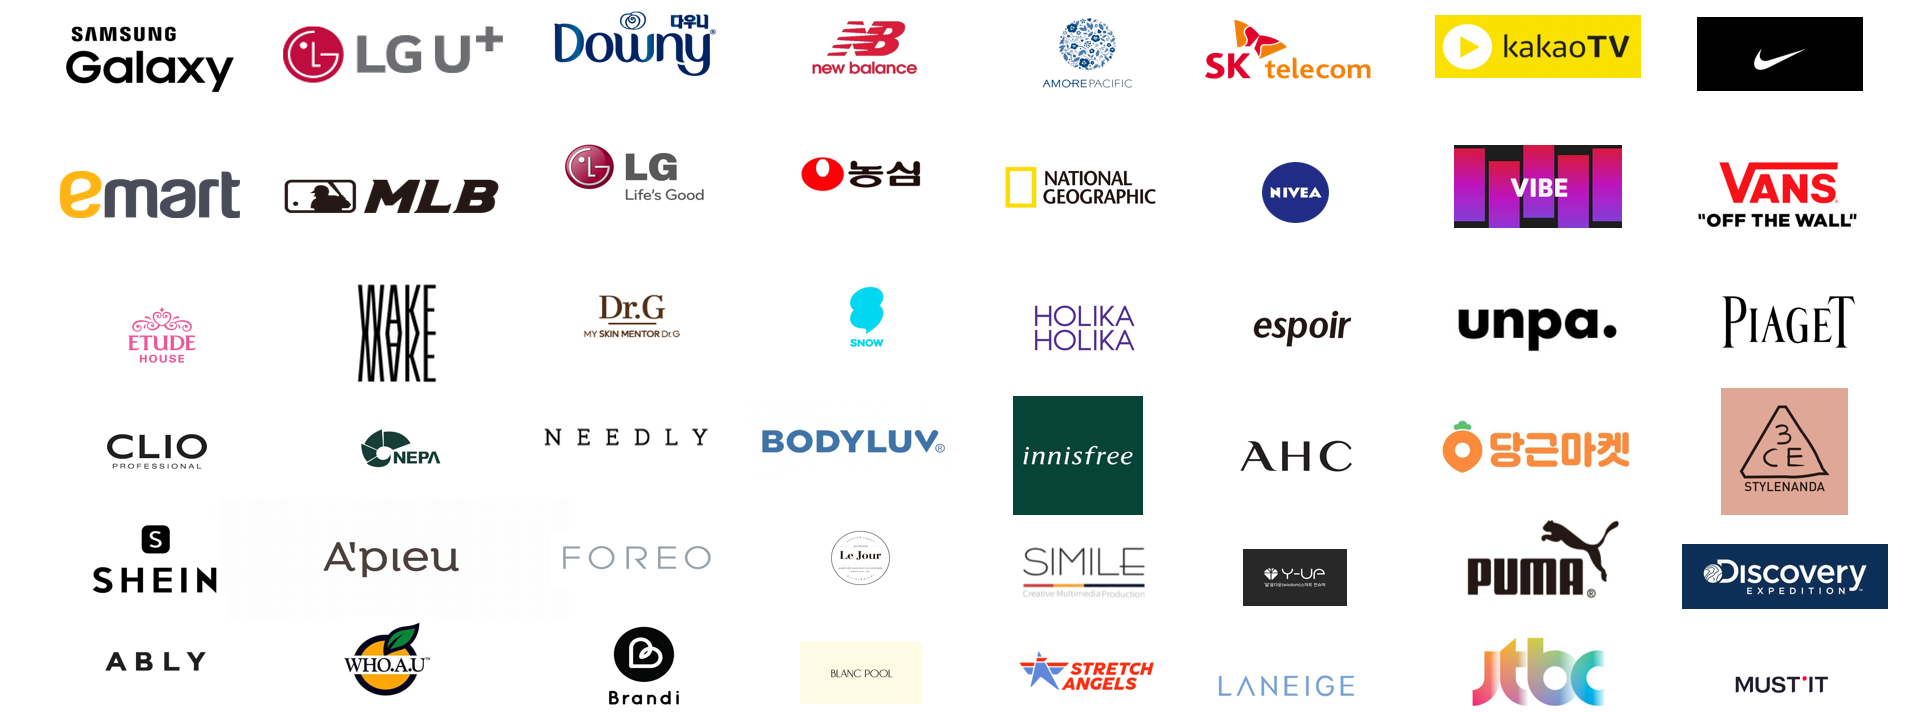 SAMSUNG
Galaxy
LG U+
다우니
Downy®
new balance
AMOREPACIFIC
SK telecom
kakaoTV
emart
MLB
LG
Life's Good
농심
NATIONAL
GEOGRAPHIC
NIVEA
VIBE
VANS
"OFF THE WALL"
ETUDE
HOUSE
WAKE
MAKE
Dr.G
MY SKIN MENTOR Dr.G
SNOW
HOLIKA
HOLIKA
espoir
unpa.
PIAGET
CLIO
PROFESSIONAL
NEPA
NEEDLY
BODYLUV®
innisfree
AHC
당근마켓
3
CE
STYLENANDA
S
SHEIN
A'pieu
FOREO
Le Jour
SIMILE
Creative Multimedia Production
Y-UP
PUMA®
Discovery
EXPEDITION
ABLY
WHO.A.U™
B
Brandi
BLANC POOL
STRETCH
ANGELS
LANEIGE
jtbc
MUST'IT